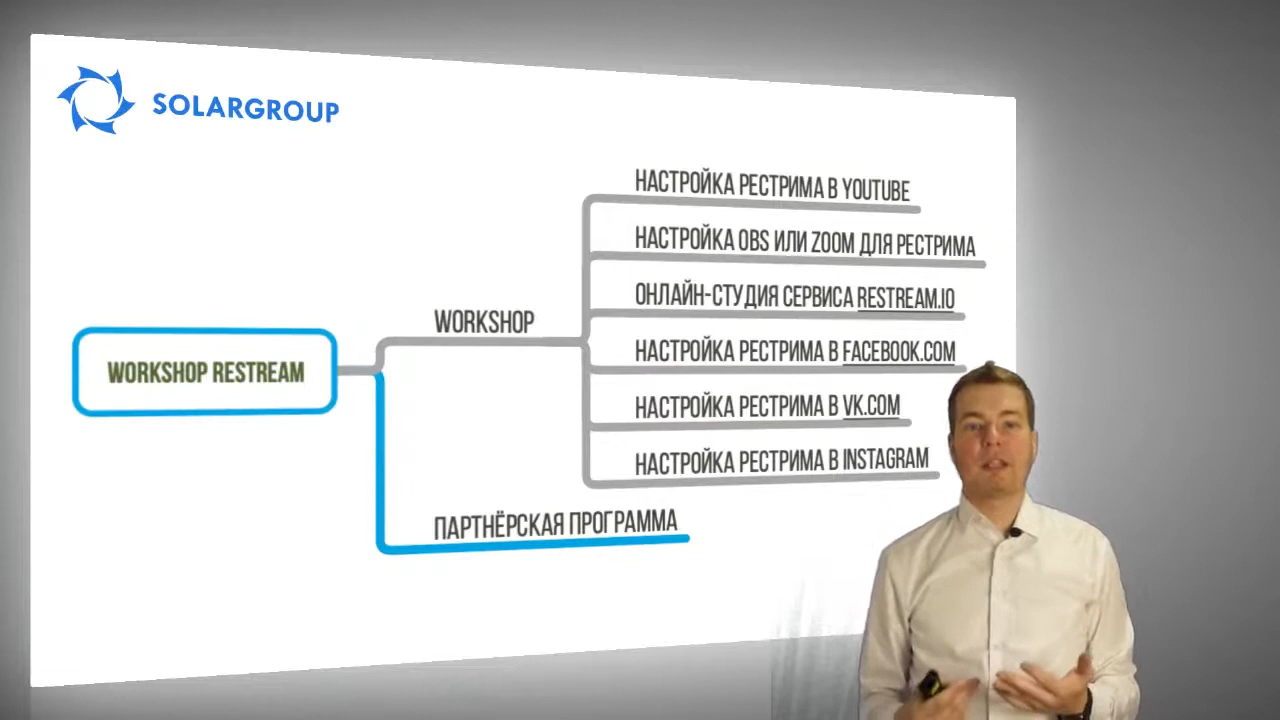 SOLARGROUP
WORKSHOP RESTREAM
WORKSHOP
НАСТРОЙКА РЕСТРИМА В YOUTUBE
НАСТРОЙКА OBS ИЛИ ZOOM ДЛЯ РЕСТРИМА
ОНЛАЙН-СТУДИЯ СЕРВИСА RESTREAM.IO
НАСТРОЙКА РЕСТРИМА В FACEBOOK.COM
НАСТРОЙКА РЕСТРИМА В VK.COM
НАСТРОЙКА РЕСТРИМА В INSTAGRAM
ПАРТНЁРСКАЯ ПРОГРАММА